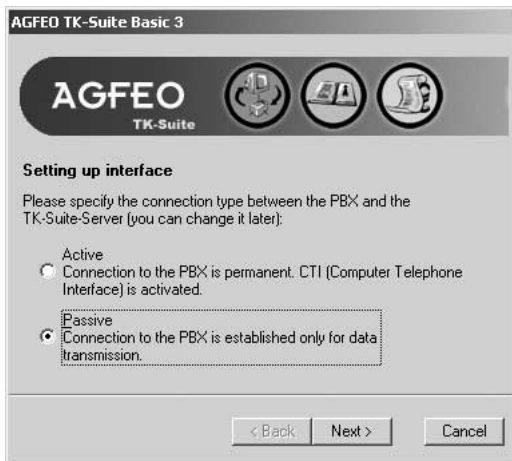 AGFEO TK-Suite Basic 3
AGFEO
TK-Suite
Setting up interface
Please specify the connection type between the PBX and the
TK-Suite-Server (you can change it later):
Active
Connection to the PBX is permanent. CTI (Computer Telephone
Interface) is activated.
Passive
Connection to the PBX is established only for data
transmission.
< Back
Next >
Cancel